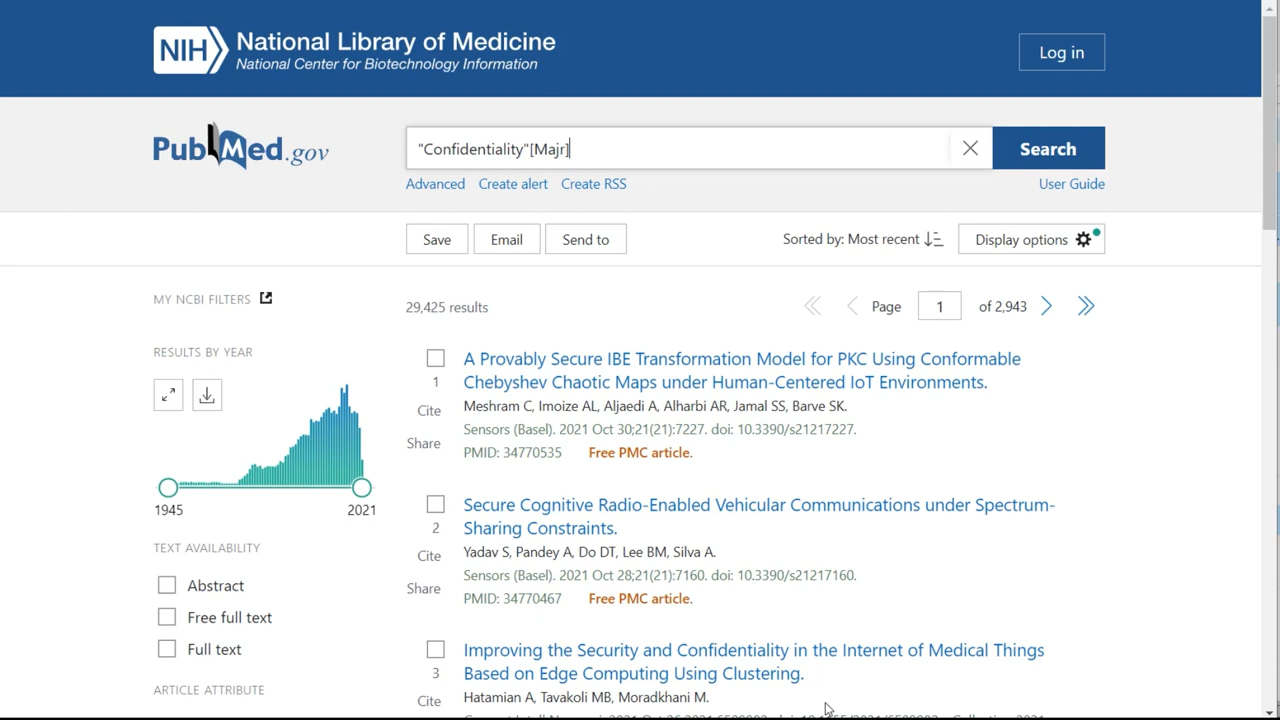 NIH National Library of Medicine
National Center for Biotechnology Information
Log in
PubMed.gov
"Confidentiality"[Majr]
Search
Advanced Create alert Create RSS
User Guide
Save Email Send to
Sorted by: Most recent
Display options
MY NCBI FILTERS
29,425 results
Page 1 of 2,943
RESULTS BY YEAR
1945 2021
TEXT AVAILABILITY
Abstract
Free full text
Full text
ARTICLE ATTRIBUTE
1
Cite
Share
A Provably Secure IBE Transformation Model for PKC Using Conformable
Chebyshev Chaotic Maps under Human-Centered IoT Environments.
Meshram C, Imoize AL, Aljaedi A, Alharbi AR, Jamal SS, Barve SK.
Sensors (Basel). 2021 Oct 30;21(21):7227. doi: 10.3390/s21217227.
PMID: 34770535 Free PMC article.
2
Cite
Share
Secure Cognitive Radio-Enabled Vehicular Communications under Spectrum-
Sharing Constraints.
Yadav S, Pandey A, Do DT, Lee BM, Silva A.
Sensors (Basel). 2021 Oct 28;21(21):7160. doi: 10.3390/s21217160.
PMID: 34770467 Free PMC article.
3
Cite
Improving the Security and Confidentiality in the Internet of Medical Things
Based on Edge Computing Using Clustering.
Hatamian A, Tavakoli MB, Moradkhani M.